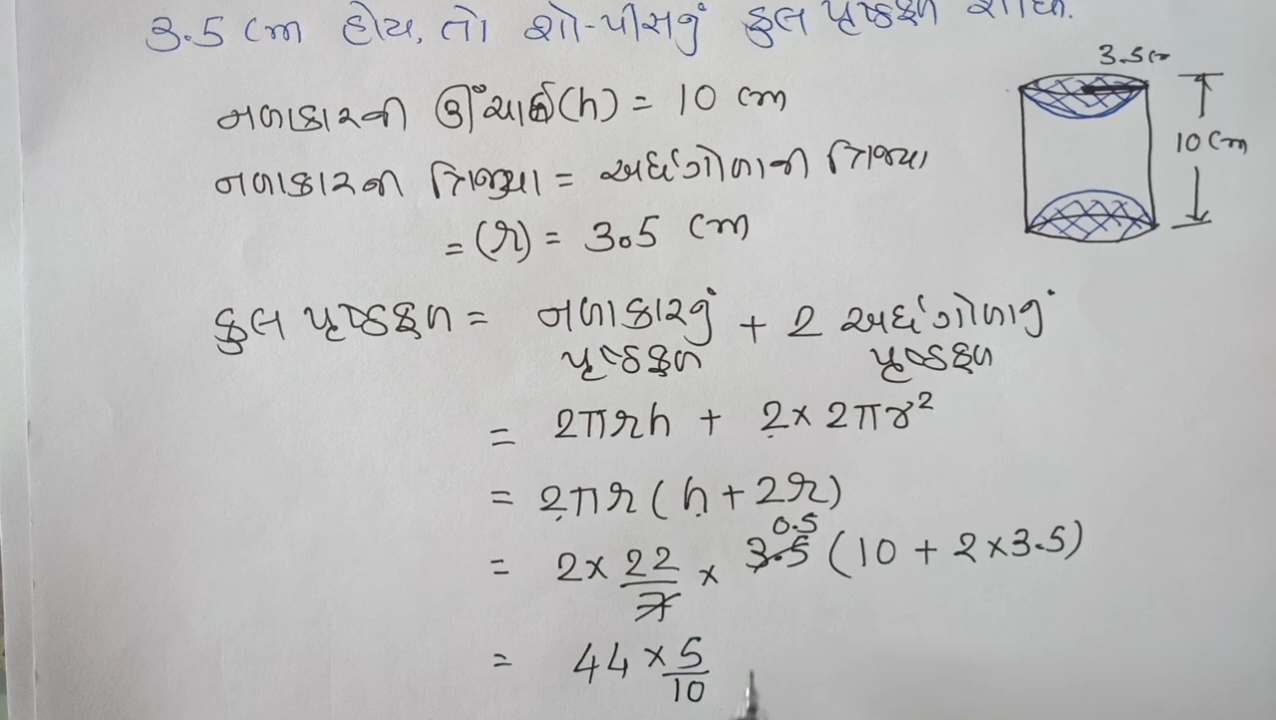 3.5 cm હોય, તો શો-પીસનું કુલ પૃષ્ઠફળ શોધો.
3.5 cm
નળાકારની ઊંચાઈ(h) = 10 cm
10 cm
નળાકારની ત્રિજ્યા = અર્ધગોળાની ત્રિજ્યા
= (r) = 3.5 cm
કુલ પૃષ્ઠફળ = નળાકારનું પૃષ્ઠફળ + 2 અર્ધગોળાનું પૃષ્ઠફળ
= 2πrh + 2 × 2πr²
= 2πr (h + 2r)
0.5
= 2 × 22/7 × 3.5 (10 + 2 × 3.5)
= 44 × 5/10